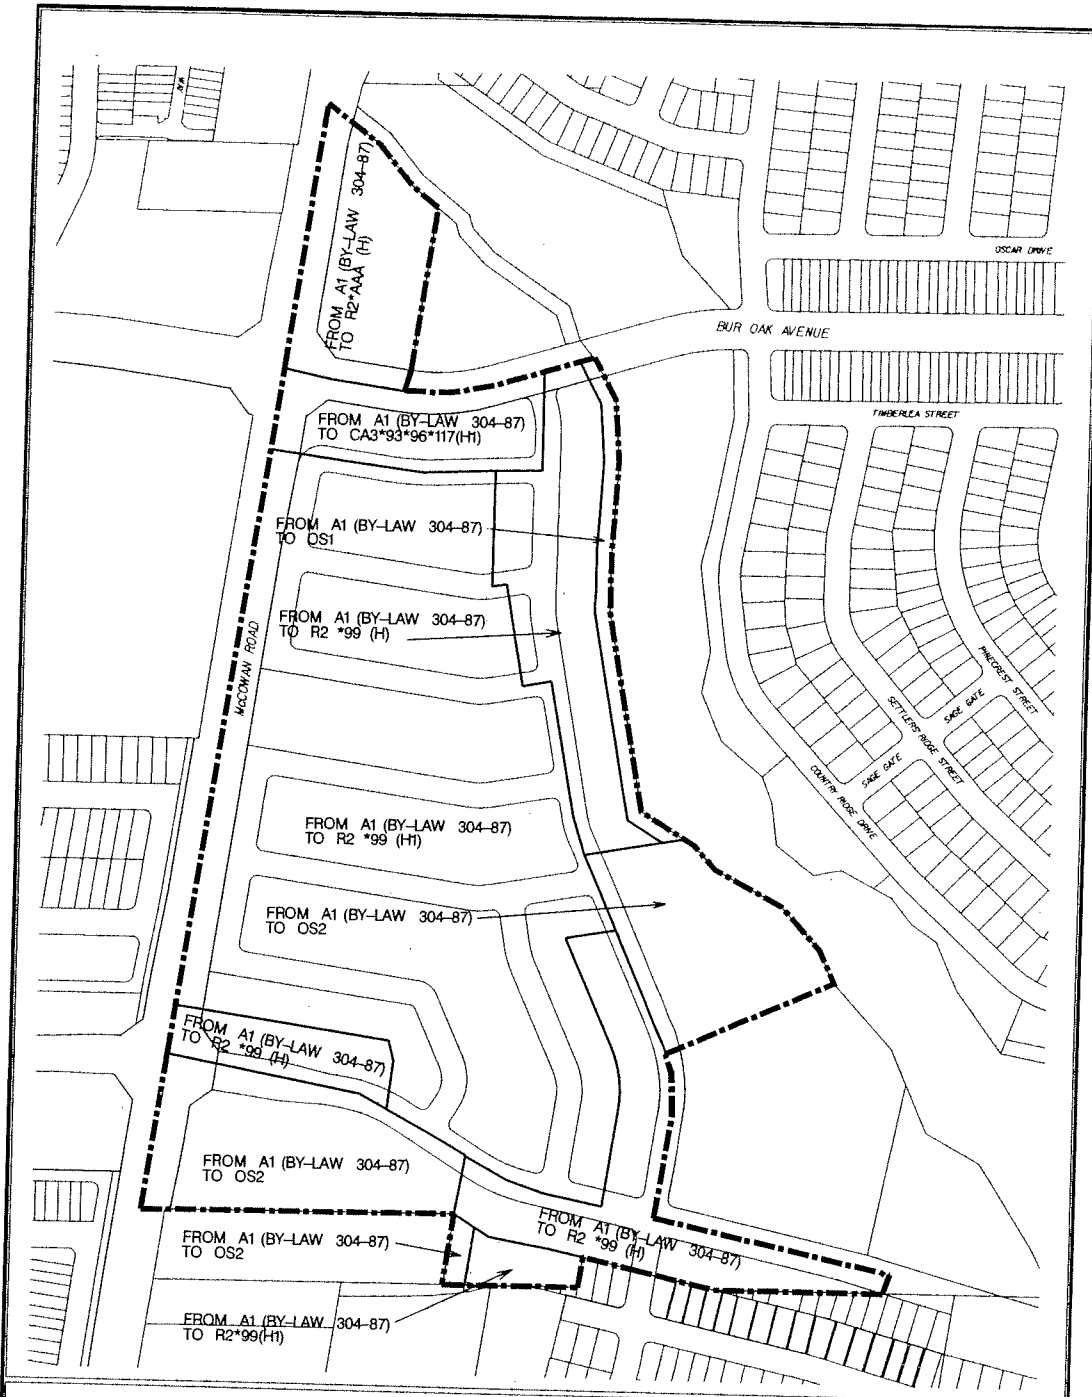 FROM A1 (BY-LAW 304-87)
TO R2*AAA (H)
OSCAR DRIVE
BUR OAK AVENUE
TIMBERLEA STREET
FROM A1 (BY-LAW 304-87)
TO CA3*93*96*117(H1)
FROM A1 (BY-LAW 304-87)
TO OS1
FROM A1 (BY-LAW 304-87)
TO R2 *99 (H)
McCOWAN ROAD
PINECREST STREET
SAGE GATE
SETTLERS RIDGE STREET
SAGE GATE
COUNTRY RIDGE DRIVE
FROM A1 (BY-LAW 304-87)
TO R2 *99 (H1)
FROM A1 (BY-LAW 304-87)
TO OS2
FROM A1 (BY-LAW 304-87)
TO R2 *99 (H)
FROM A1 (BY-LAW 304-87)
TO OS2
FROM A1 (BY-LAW 304-87)
TO R2 *99 (H)
FROM A1 (BY-LAW 304-87)
TO OS2
FROM A1 (BY-LAW 304-87)
TO R2*99(H1)